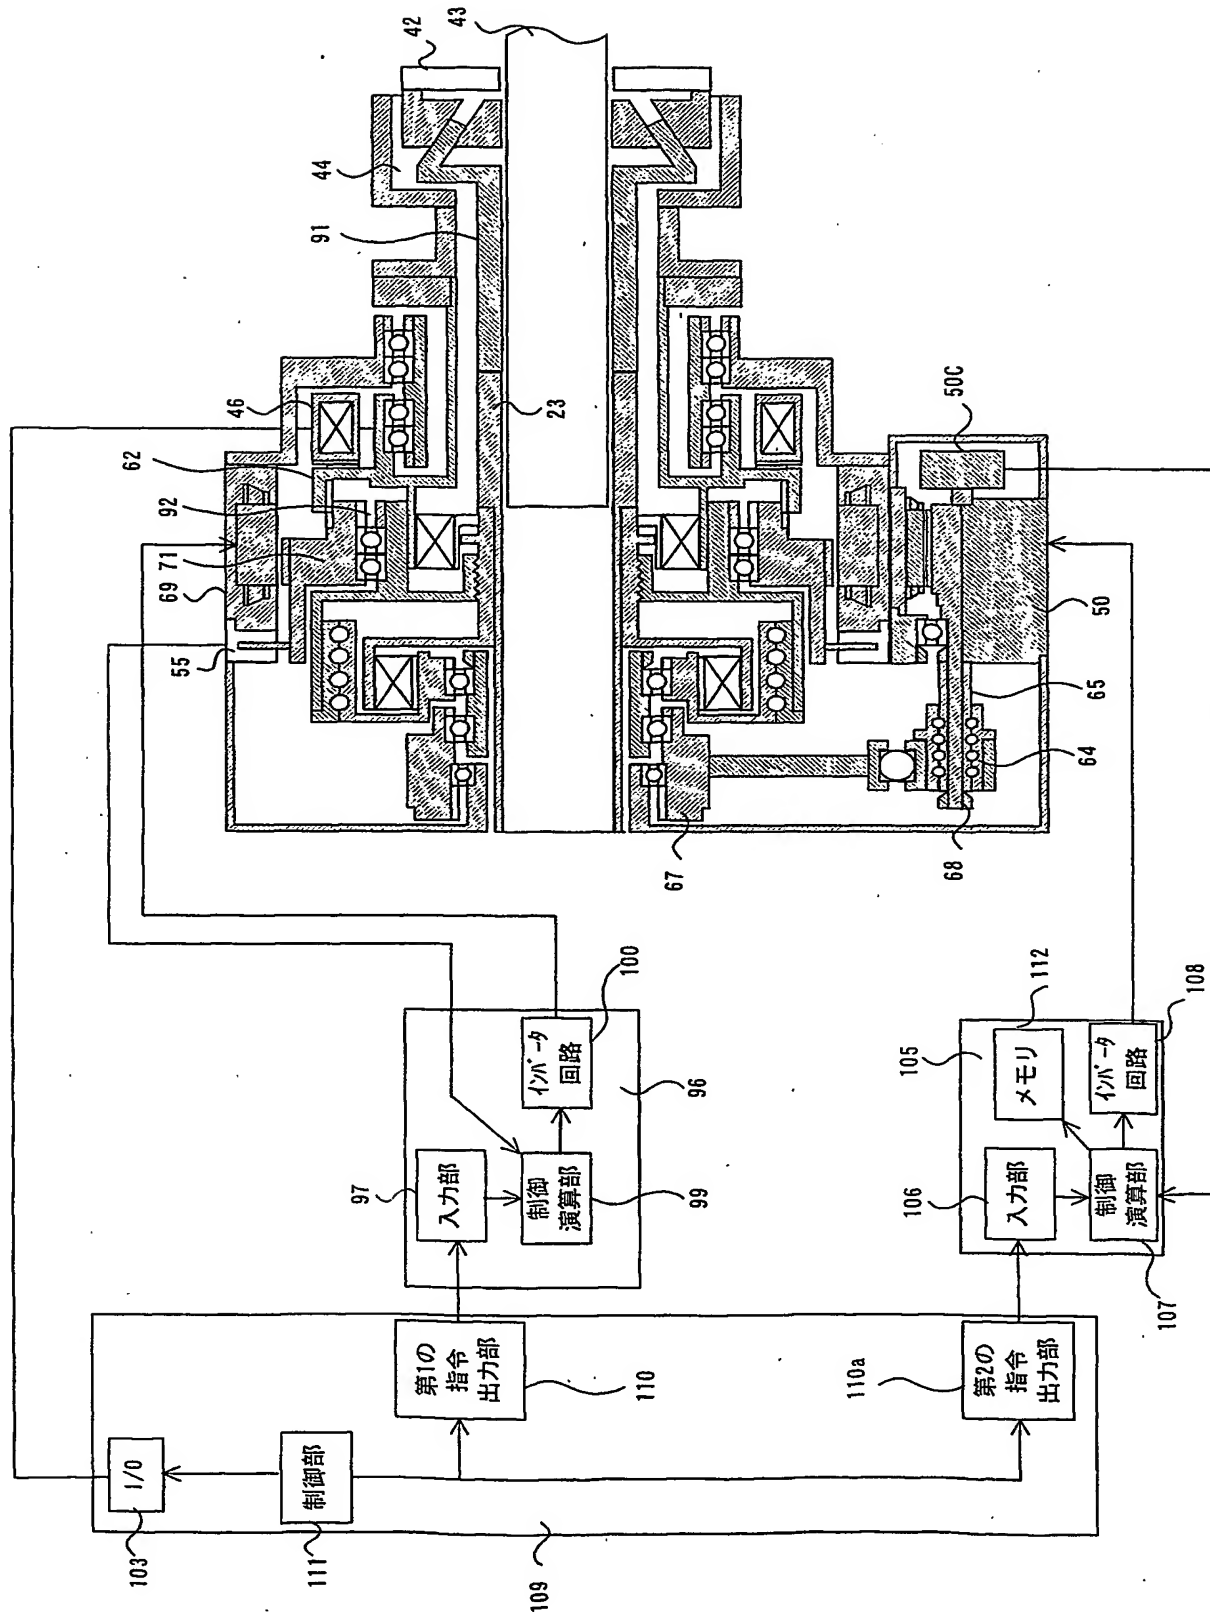 43
42
44
91
23
46
62
92
71
69
55
50C
50
65
64
68
67
100
インバータ
回路
96
97
入力部
制御
演算部
99
112
105
メモリ
108
インバータ
回路
106
入力部
制御
演算部
107
第1の
指令
出力部
110
110a
第2の
指令
出力部
I/O
103
制御部
111
109